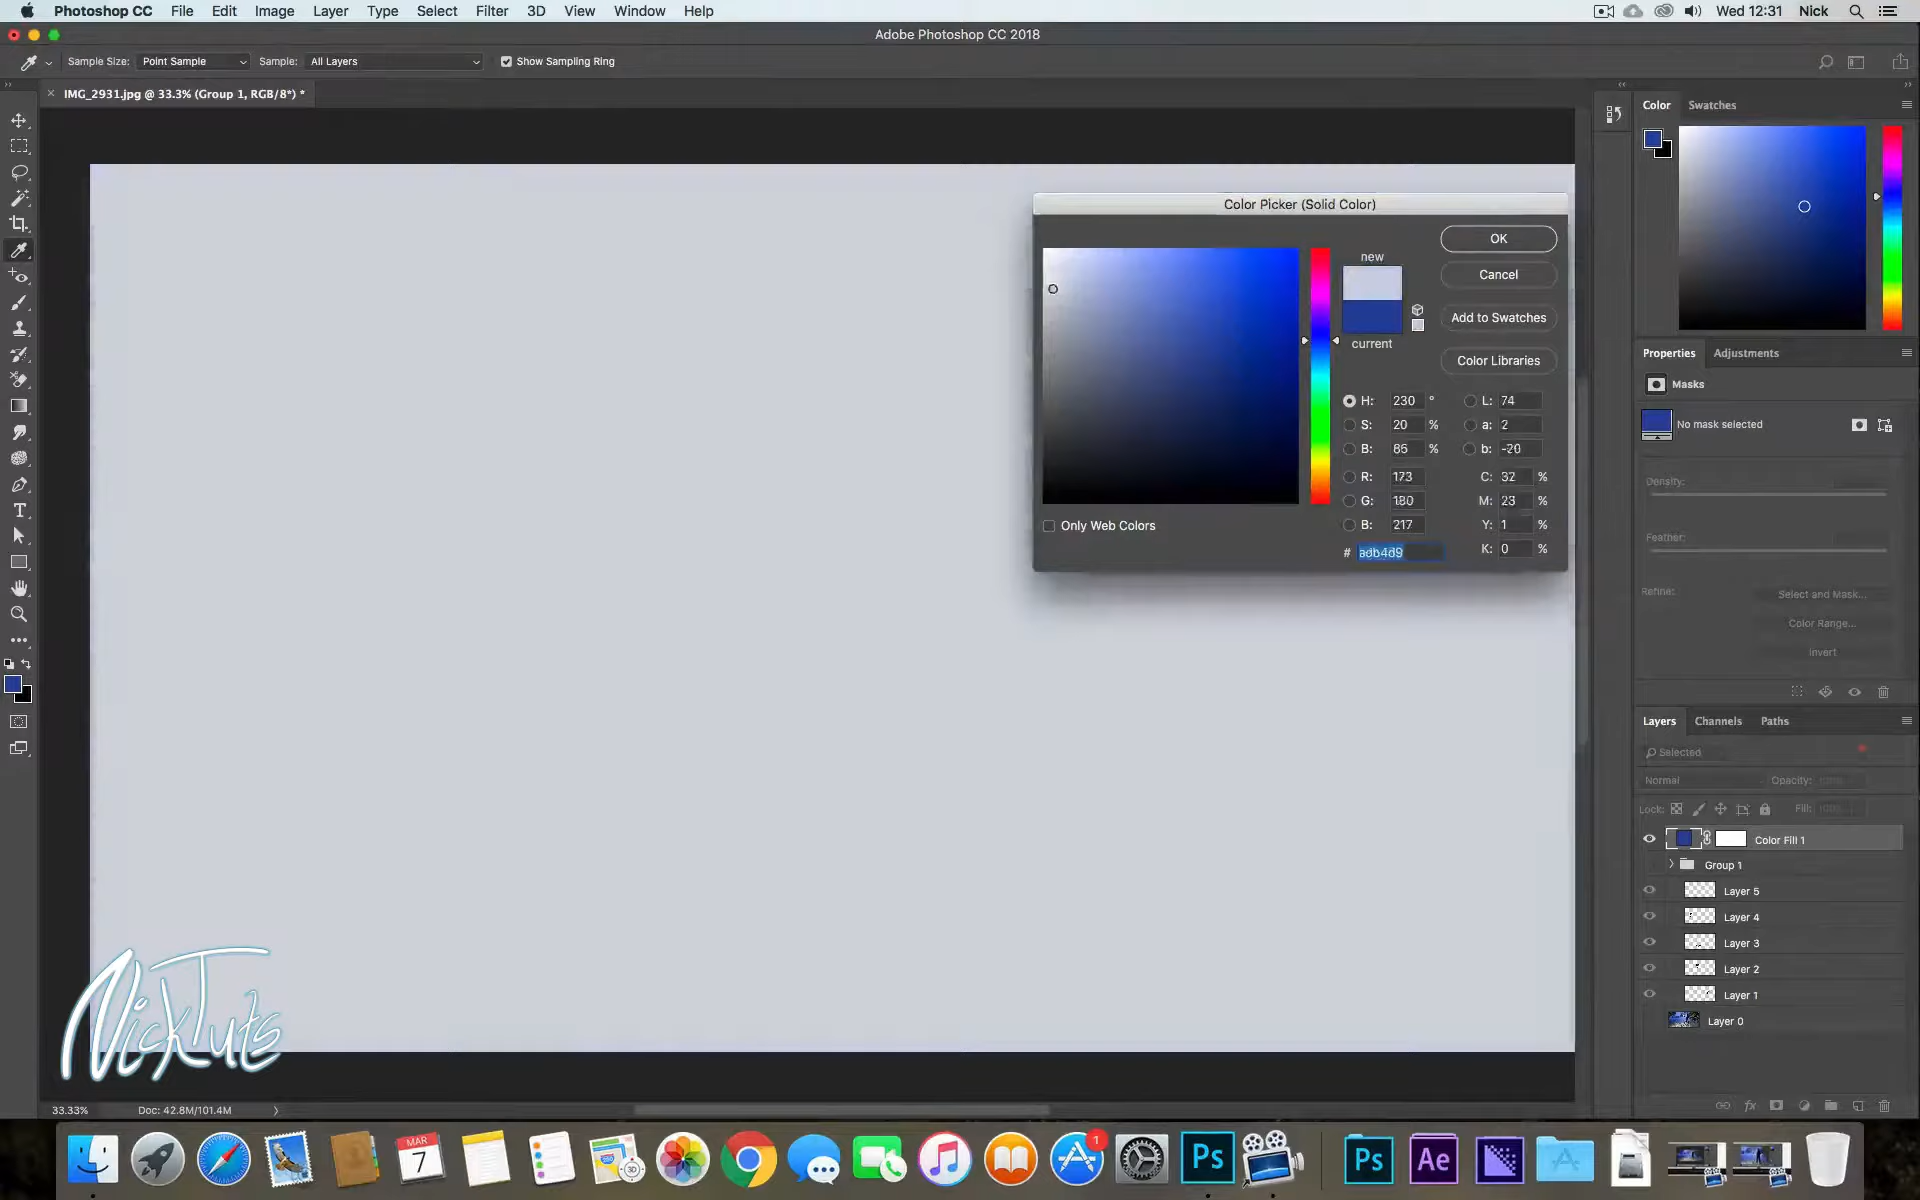 Photoshop CC File Edit Image Layer Type Select Filter 3D View Window Help Wed 12:31 Nick
Adobe Photoshop CC 2018
Sample Size: Point Sample Sample: All Layers Show Sampling Ring
IMG_2931.jpg @ 33.3% (Group 1, RGB/8*) *
Color Swatches
Color Picker (Solid Color)
new
current
OK
Cancel
Add to Swatches
Color Libraries
H: 230 ° L: 74
S: 20 % a: 2
B: 85 % b: -20
R: 173 C: 32 %
G: 180 M: 23 %
B: 217 Y: 1 %
# adb4d9 K: 0 %
Only Web Colors
Properties Adjustments
Masks
No mask selected
Density:
Feather:
Refine: Select and Mask...
Color Range...
Invert
Layers Channels Paths
Selected
Normal Opacity:
Lock: Fill:
Color Fill 1
Group 1
Layer 5
Layer 4
Layer 3
Layer 2
Layer 1
Layer 0
NickTuts
33.33% Doc: 42.8M/101.4M
MAR
7
3D
1
Ps
Ps
Ae